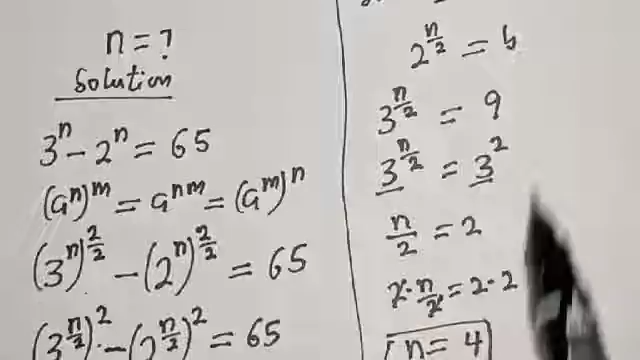 n = ?
Solution
3^n - 2^n = 65
(a^n)^m = a^{nm} = (a^m)^n
(3^n)^{2/2} - (2^n)^{2/2} = 65
(3^{n/2})^2 - (2^{n/2})^2 = 65
2^{n/2} = b
3^{n/2} = 9
3^{n/2} = 3^2
n/2 = 2
2 · n/2 = 2 · 2
n = 4